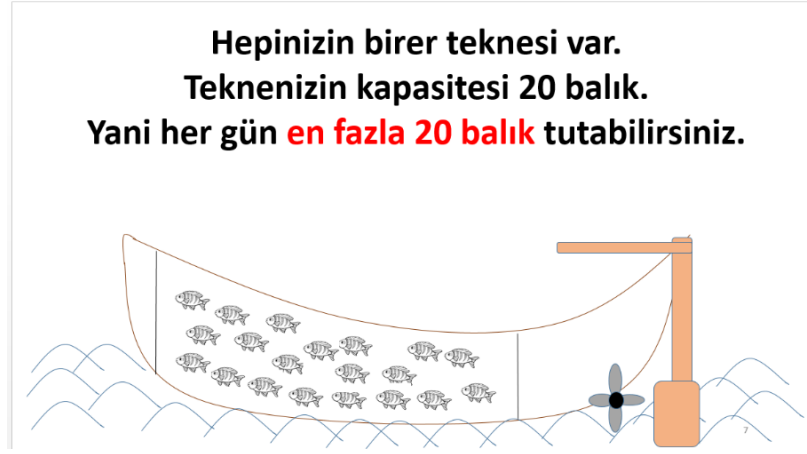 Hepinizin birer teknesi var.
Teknenizin kapasitesi 20 balık.
Yani her gün en fazla 20 balık tutabilirsiniz.
7